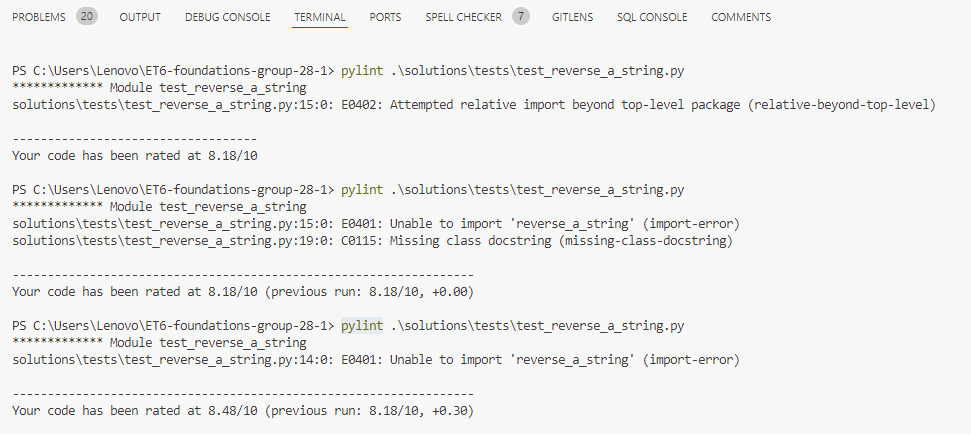 PROBLEMS 20 OUTPUT DEBUG CONSOLE TERMINAL PORTS SPELL CHECKER 7 GITLENS SQL CONSOLE COMMENTS
PS C:\Users\Lenovo\ET6-foundations-group-28-1> pylint .\solutions\tests\test_reverse_a_string.py
************* Module test_reverse_a_string
solutions\tests\test_reverse_a_string.py:15:0: E0402: Attempted relative import beyond top-level package (relative-beyond-top-level)
-----------------------------------
Your code has been rated at 8.18/10
PS C:\Users\Lenovo\ET6-foundations-group-28-1> pylint .\solutions\tests\test_reverse_a_string.py
************* Module test_reverse_a_string
solutions\tests\test_reverse_a_string.py:15:0: E0401: Unable to import 'reverse_a_string' (import-error)
solutions\tests\test_reverse_a_string.py:19:0: C0115: Missing class docstring (missing-class-docstring)
------------------------------------------------------------------
Your code has been rated at 8.18/10 (previous run: 8.18/10, +0.00)
PS C:\Users\Lenovo\ET6-foundations-group-28-1> pylint .\solutions\tests\test_reverse_a_string.py
************* Module test_reverse_a_string
solutions\tests\test_reverse_a_string.py:14:0: E0401: Unable to import 'reverse_a_string' (import-error)
------------------------------------------------------------------
Your code has been rated at 8.48/10 (previous run: 8.18/10, +0.30)